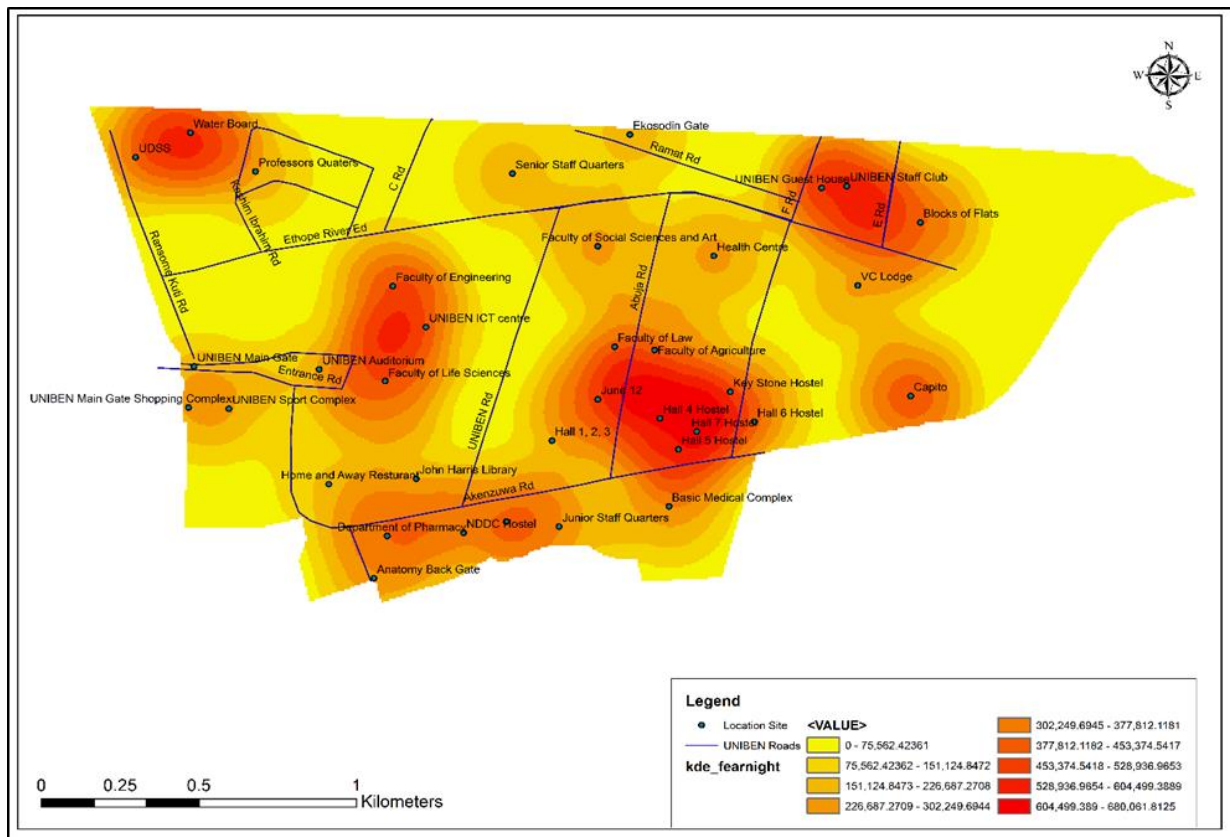 N
W E
S
Water Board
UDSS
Ekosodin Gate
Ramat Rd
Professors Quaters
Senior Staff Quarters
C Rd
UNIBEN Guest House
UNIBEN Staff Club
F Rd
E Rd
Blocks of Flats
Ibrahim Rd
Ethope River Ed
Ransome Kuti Rd
Faculty of Social Sciences and Art
Health Centre
Abuja Rd
VC Lodge
Faculty of Engineering
UNIBEN ICT centre
Faculty of Law
Faculty of Agriculture
UNIBEN Main Gate
UNIBEN Auditorium
Entrance Rd
Faculty of Life Sciences
UNIBEN Rd
June 12
Key Stone Hostel
Capito
UNIBEN Main Gate Shopping Complex
UNIBEN Sport Complex
Hall 4 Hostel
Hall 6 Hostel
Hall 7 Hostel
Hall 1, 2, 3
Hall 5 Hostel
Home and Away Resturant
John Harris Library
Akenzuwa Rd
Basic Medical Complex
Department of Pharmacy
NDDC Hostel
Junior Staff Quarters
Anatomy Back Gate
Legend
Location Site
UNIBEN Roads
kde_fearnight
<VALUE>
0 - 75,562.42361
75,562.42362 - 151,124.8472
151,124.8473 - 226,687.2708
226,687.2709 - 302,249.6944
302,249.6945 - 377,812.1181
377,812.1182 - 453,374.5417
453,374.5418 - 528,936.9653
528,936.9654 - 604,499.3889
604,499.389 - 680,061.8125
0 0.25 0.5 1
Kilometers